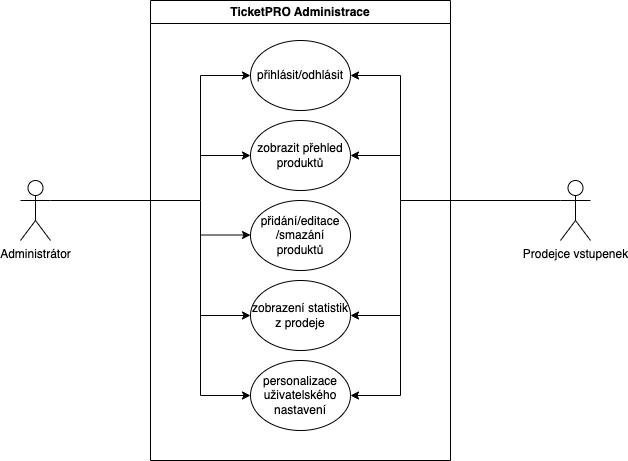 TicketPRO Administrace
přihlásit/odhlásit
zobrazit přehled
produktů
Administrátor
přidání/editace
/smazání
produktů
Prodejce vstupenek
zobrazení statistik
z prodeje
personalizace
uživatelského
nastavení